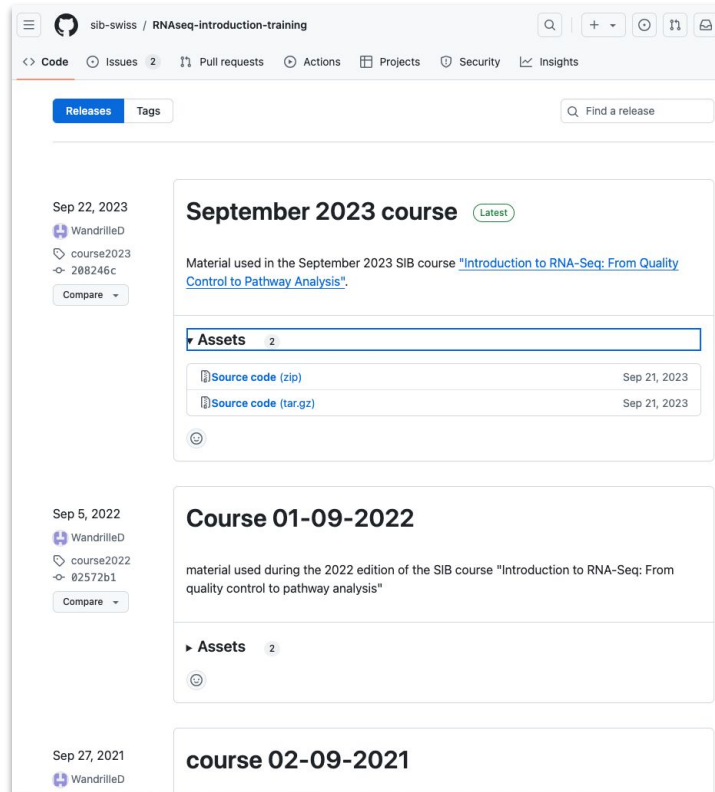 sib-swiss / RNAseq-introduction-training
Code Issues 2 Pull requests Actions Projects Security Insights
Releases Tags
Find a release
Sep 22, 2023
WandrilleD
course2023
208246c
Compare
September 2023 course Latest
Material used in the September 2023 SIB course "Introduction to RNA-Seq: From Quality
Control to Pathway Analysis".
Assets 2
Source code (zip) Sep 21, 2023
Source code (tar.gz) Sep 21, 2023
Sep 5, 2022
WandrilleD
course2022
02572b1
Compare
Course 01-09-2022
material used during the 2022 edition of the SIB course "Introduction to RNA-Seq: From
quality control to pathway analysis"
Assets 2
Sep 27, 2021
WandrilleD
course 02-09-2021